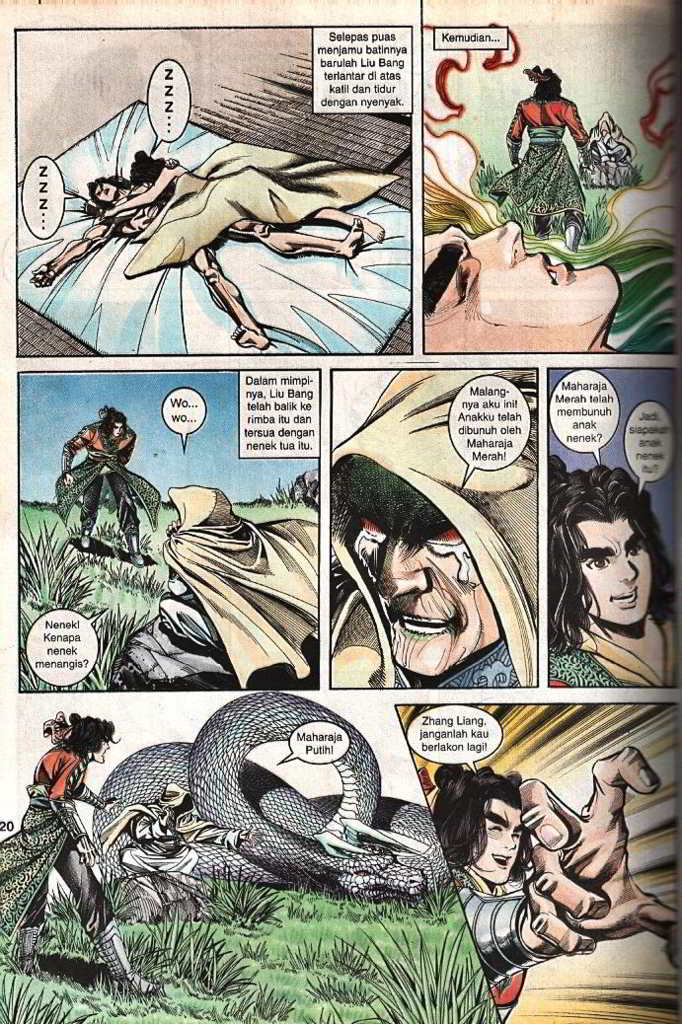 Selepas puas
menjamu batinnya
barulah Liu Bang
terlantar di atas
katil dan tidur
dengan nyenyak.
Z
Z
Z
...
Z
Z
Z
...
Kemudian...
Wo...
wo...
Dalam mimpi-
nya, Liu Bang
telah balik ke
rimba itu dan
tersua dengan
nenek tua itu.
Nenek!
Kenapa
nenek
menangis?
Malang-
nya aku ini!
Anakku telah
dibunuh oleh
Maharaja
Merah!
Maharaja
Merah telah
membunuh
anak
nenek?
Jadi,
siapakah
anak
nenek
itu?
Maharaja
Putih!
Zhang Liang,
janganlah kau
berlakon lagi!
20